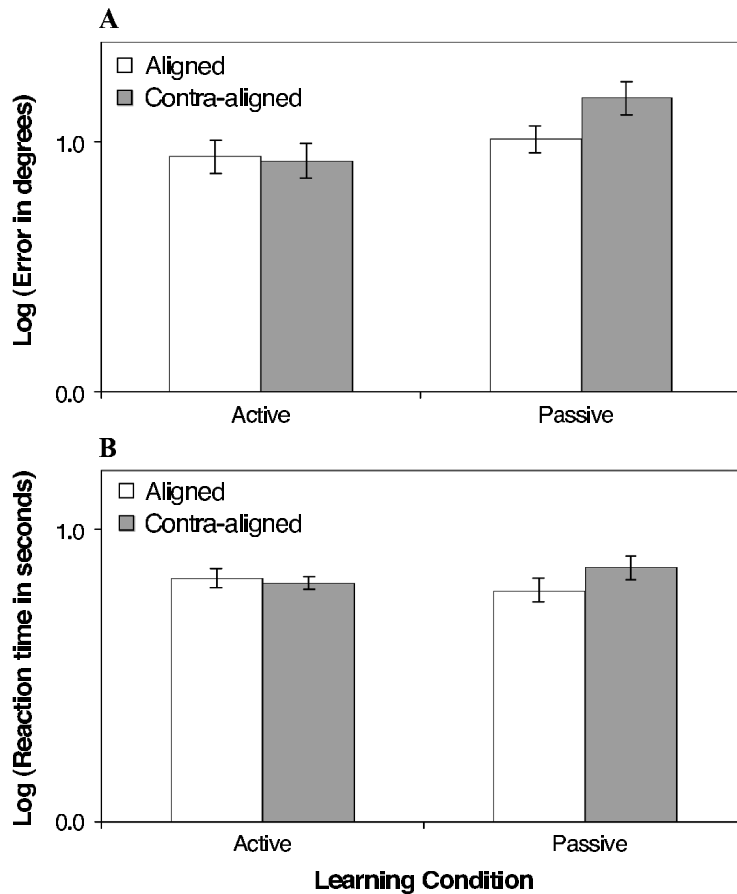 A
Aligned
Contra-aligned
Log (Error in degrees)
1.0
0.0
Active Passive
B
Aligned
Contra-aligned
Log (Reaction time in seconds)
1.0
0.0
Active Passive
Learning Condition